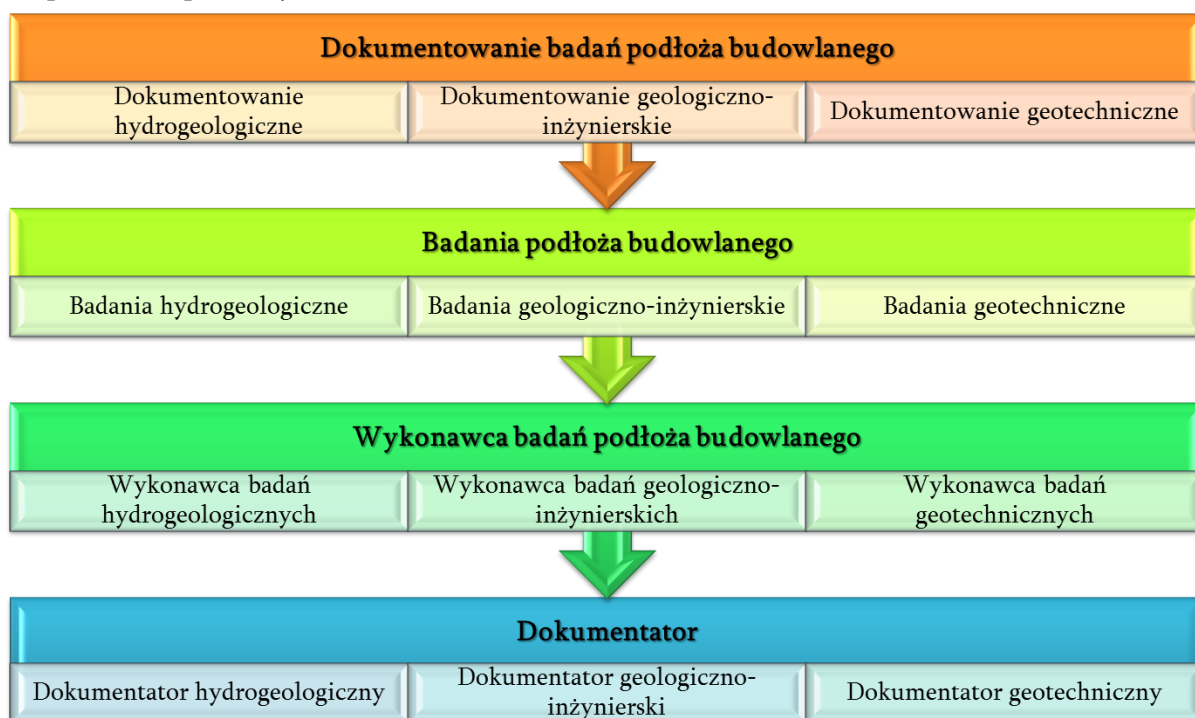 Dokumentowanie badań podłoża budowlanego
Dokumentowanie
hydrogeologiczne
Dokumentowanie geologiczno-
inżynierskie
Dokumentowanie geotechniczne
Badania podłoża budowlanego
Badania hydrogeologiczne
Badania geologiczno-inżynierskie
Badania geotechniczne
Wykonawca badań podłoża budowlanego
Wykonawca badań
hydrogeologicznych
Wykonawca badań geologiczno-
inżynierskich
Wykonawca badań
geotechnicznych
Dokumentator
Dokumentator hydrogeologiczny
Dokumentator geologiczno-
inżynierski
Dokumentator geotechniczny